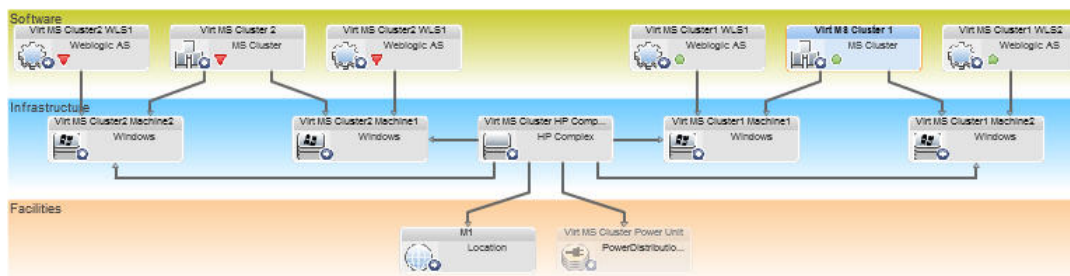 Software
Virt MS Cluster2 WLS1
Weblogic AS
Virt MS Cluster 2
MS Cluster
Virt MS Cluster2 WLS1
Weblogic AS
Virt MS Cluster1 WLS1
Weblogic AS
Virt MS Cluster 1
MS Cluster
Virt MS Cluster1 WLS2
Weblogic AS
Infrastructure
Virt MS Cluster2 Machine2
Windows
Virt MS Cluster2 Machine1
Windows
Virt MS Cluster HP Comp...
HP Complex
Virt MS Cluster1 Machine1
Windows
Virt MS Cluster1 Machine2
Windows
Facilities
M1
Location
Virt MS Cluster Power Unit
PowerDistributio...